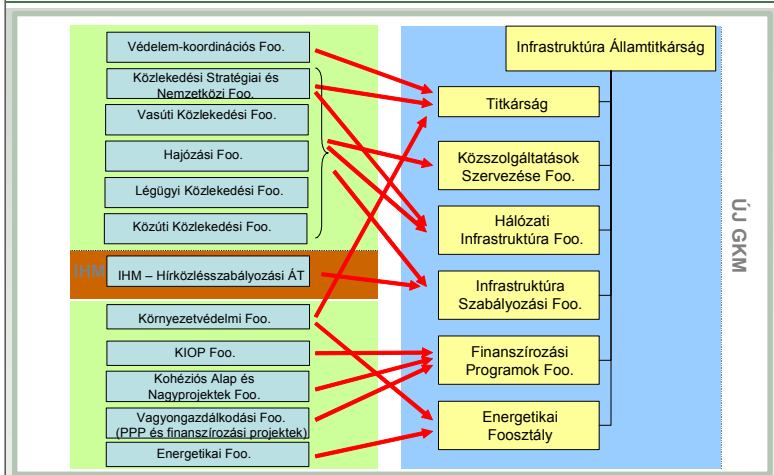 Védelem-koordinációs Foo.
Közlekedési Stratégiai és
Nemzetközi Foo.
Vasúti Közlekedési Foo.
Hajózási Foo.
Légügyi Közlekedési Foo.
Közúti Közlekedési Foo.
IHM
IHM – Hírközlésszabályozási ÁT
Környezetvédelmi Foo.
KIOP Foo.
Kohéziós Alap és
Nagyprojektek Foo.
Vagyongazdálkodási Foo.
(PPP és finanszírozási projektek)
Energetikai Foo.
Infrastruktúra Államtitkárság
Titkárság
Közszolgáltatások
Szervezése Foo.
Hálózati
Infrastruktúra Foo.
Infrastruktúra
Szabályozási Foo.
Finanszírozási
Programok Foo.
Energetikai
Foosztály
ÚJ GKM